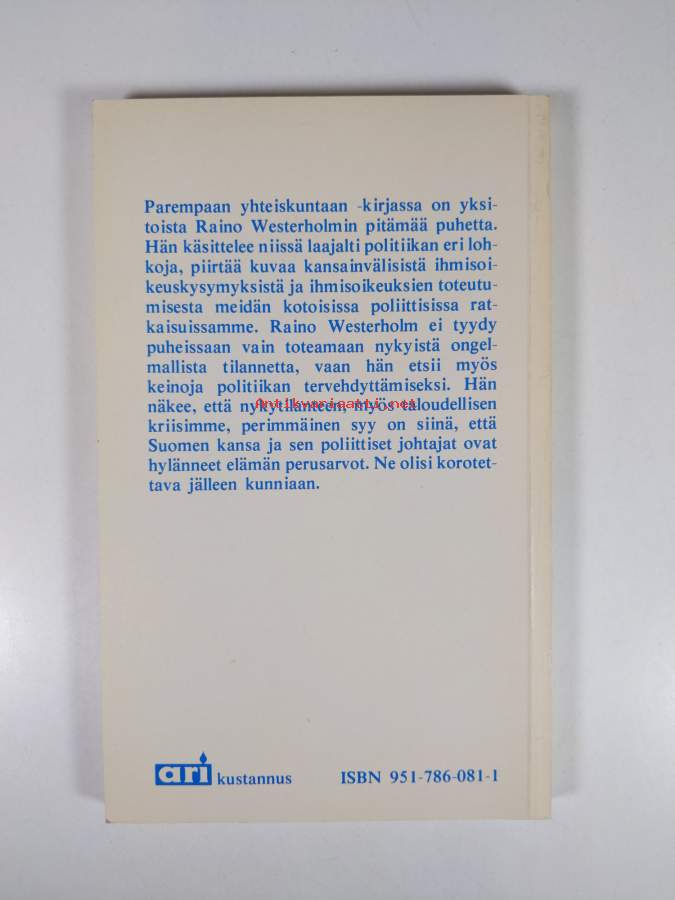 Parempaan yhteiskuntaan -kirjassa on yksi-
toista Raino Westerholmin pitämää puhetta.
Hän käsittelee niissä laajalti politiikan eri loh-
koja, piirtää kuvaa kansainvälisistä ihmisoi-
keuskysymyksistä ja ihmisoikeuksien toteutu-
misesta meidän kotoisissa poliittisissa rat-
kaisuissamme. Raino Westerholm ei tyydy
puheissaan vain toteamaan nykyistä ongel-
mallista tilannetta, vaan hän etsii myös
keinoja politiikan tervehdyttämiseksi. Hän
antikvariaatti.net
näkee, että nykytilanteen, myös taloudellisen
kriisimme, perimmäinen syy on siinä, että
Suomen kansa ja sen poliittiset johtajat ovat
hylänneet elämän perusarvot. Ne olisi korotet-
tava jälleen kunniaan.
ari kustannus
ISBN 951-786-081-1